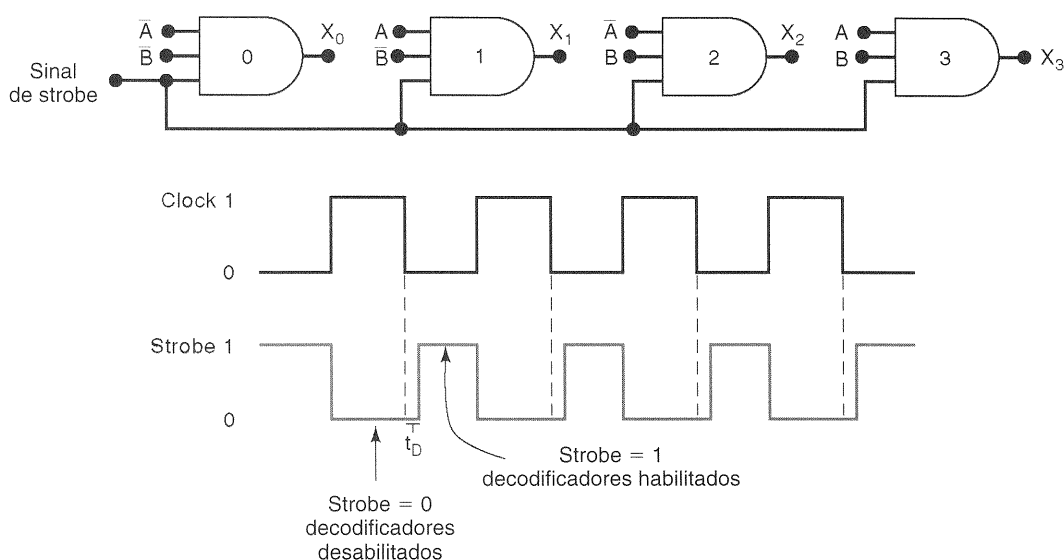 A̅
B̅
0
X₀
A
B̅
1
X₁
A̅
B
2
X₂
A
B
3
X₃
Sinal
de strobe
Clock 1
0
Strobe 1
0
t_D
Strobe = 1
decodificadores habilitados
Strobe = 0
decodificadores
desabilitados